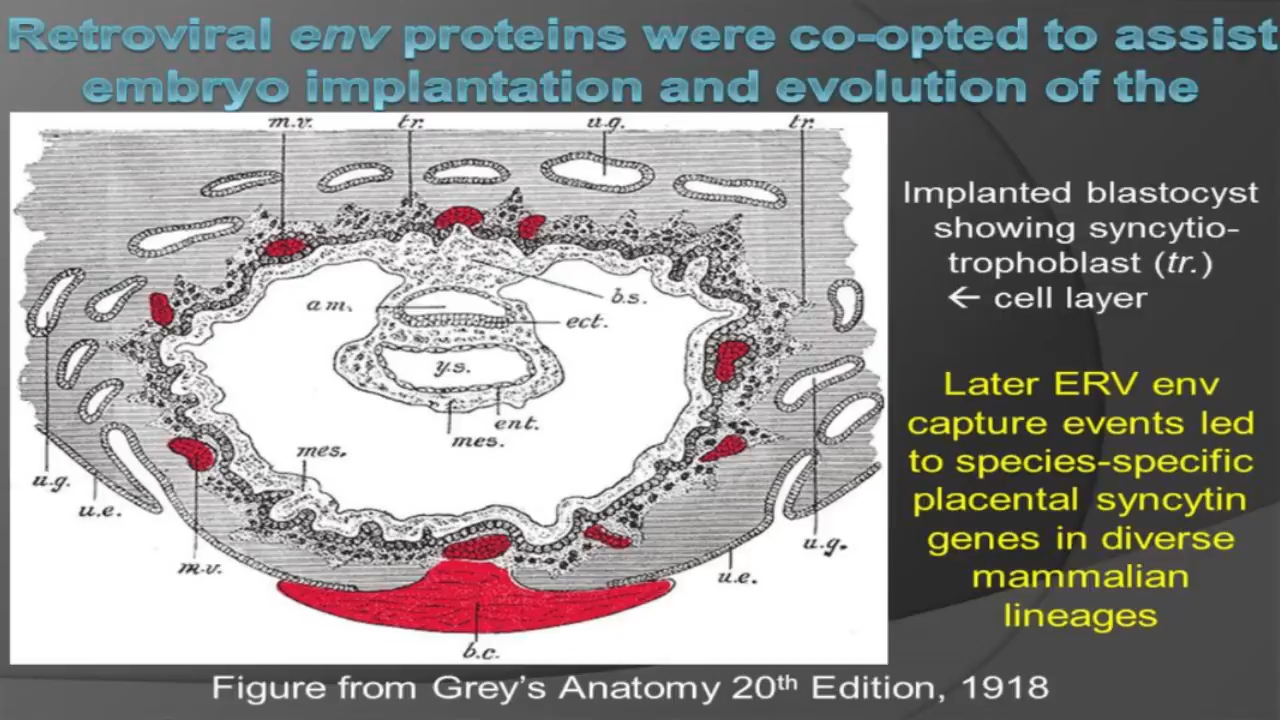 Retroviral env proteins were co-opted to assist
embryo implantation and evolution of the
m.v. tr. u.g. tr.
Implanted blastocyst
showing syncytio-
trophoblast (tr.)
← cell layer
am. b.s.
ect.
y.s.
ent.
mes.
mes.
u.g.
u.e.
m.v.
u.g.
u.e.
b.c.
Later ERV env
capture events led
to species-specific
placental syncytin
genes in diverse
mammalian
lineages
Figure from Grey's Anatomy 20th Edition, 1918